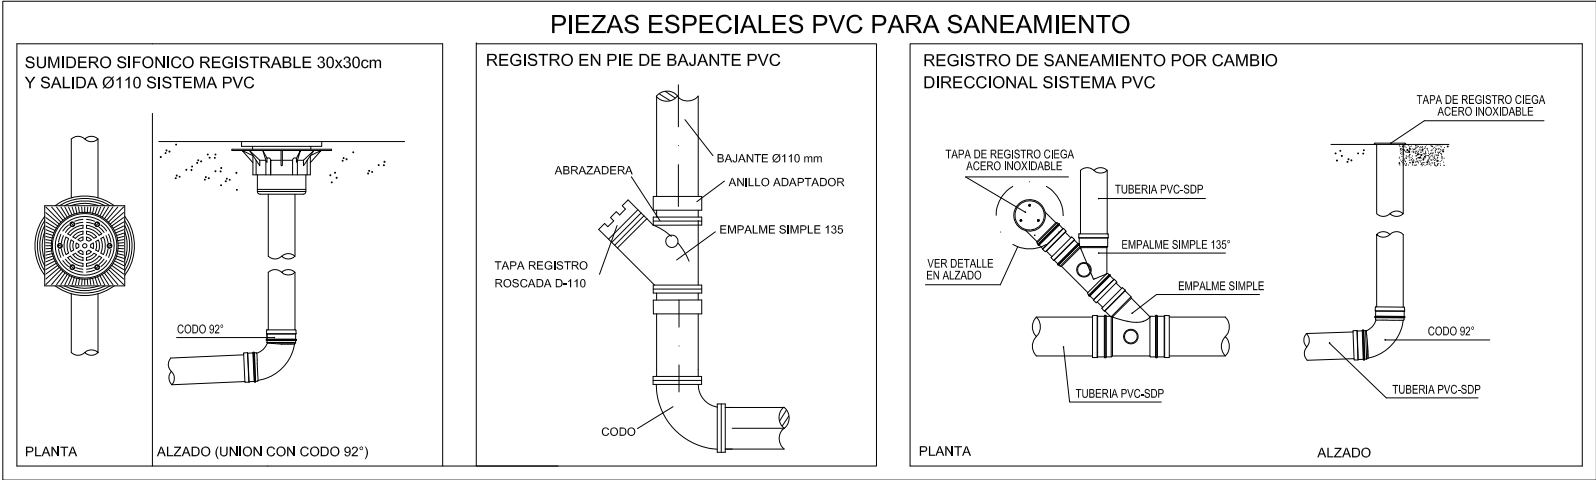 PIEZAS ESPECIALES PVC PARA SANEAMIENTO
SUMIDERO SIFONICO REGISTRABLE 30x30cm
Y SALIDA Ø110 SISTEMA PVC
CODO 92°
PLANTA
ALZADO (UNION CON CODO 92°)
REGISTRO EN PIE DE BAJANTE PVC
BAJANTE Ø110 mm
ABRAZADERA
ANILLO ADAPTADOR
EMPALME SIMPLE 135
TAPA REGISTRO
ROSCADA D-110
CODO
REGISTRO DE SANEAMIENTO POR CAMBIO
DIRECCIONAL SISTEMA PVC
TAPA DE REGISTRO CIEGA
ACERO INOXIDABLE
TUBERIA PVC-SDP
EMPALME SIMPLE 135°
VER DETALLE
EN ALZADO
EMPALME SIMPLE
TUBERIA PVC-SDP
PLANTA
TAPA DE REGISTRO CIEGA
ACERO INOXIDABLE
CODO 92°
TUBERIA PVC-SDP
ALZADO